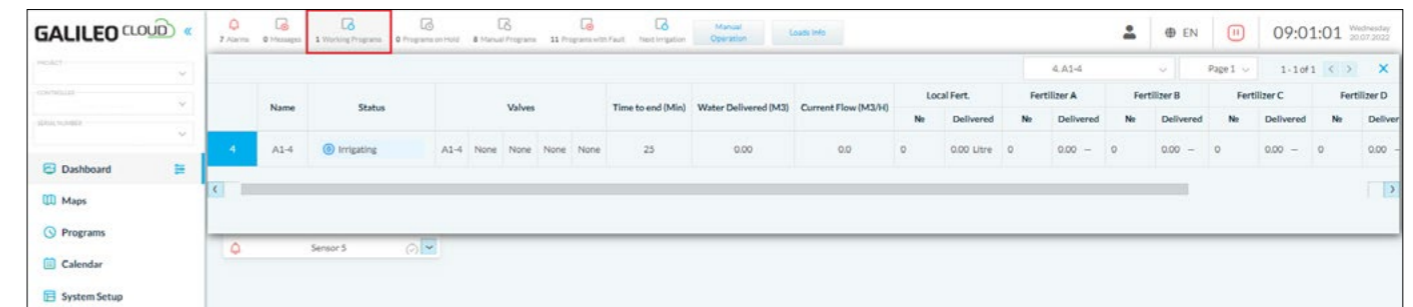 GALILEO CLOUD «
7 Alarms 0 Messages 1 Working Programs 0 Programs on Hold 8 Manual Programs 11 Programs with Fault Next Irrigation Manual Operation Loads Info EN 09:01:01 Wednesday 20.07.2022
PROJECT
CONTROLLER
SERIAL NUMBER
4.A1-4 Page 1 1-1 of 1 < > ×
Name Status Valves Time to end (Min) Water Delivered (M3) Current Flow (M3/H) Local Fert. Fertilizer A Fertilizer B Fertilizer C Fertilizer D
№ Delivered № Delivered № Delivered № Delivered № Deliver
4 A1-4 Irrigating A1-4 None None None None 25 0.00 0.0 0 0.00 Litre 0 0.00 — 0 0.00 — 0 0.00 — 0 0.00 -
Dashboard
Maps
Programs
Calendar
System Setup
Sensor 5